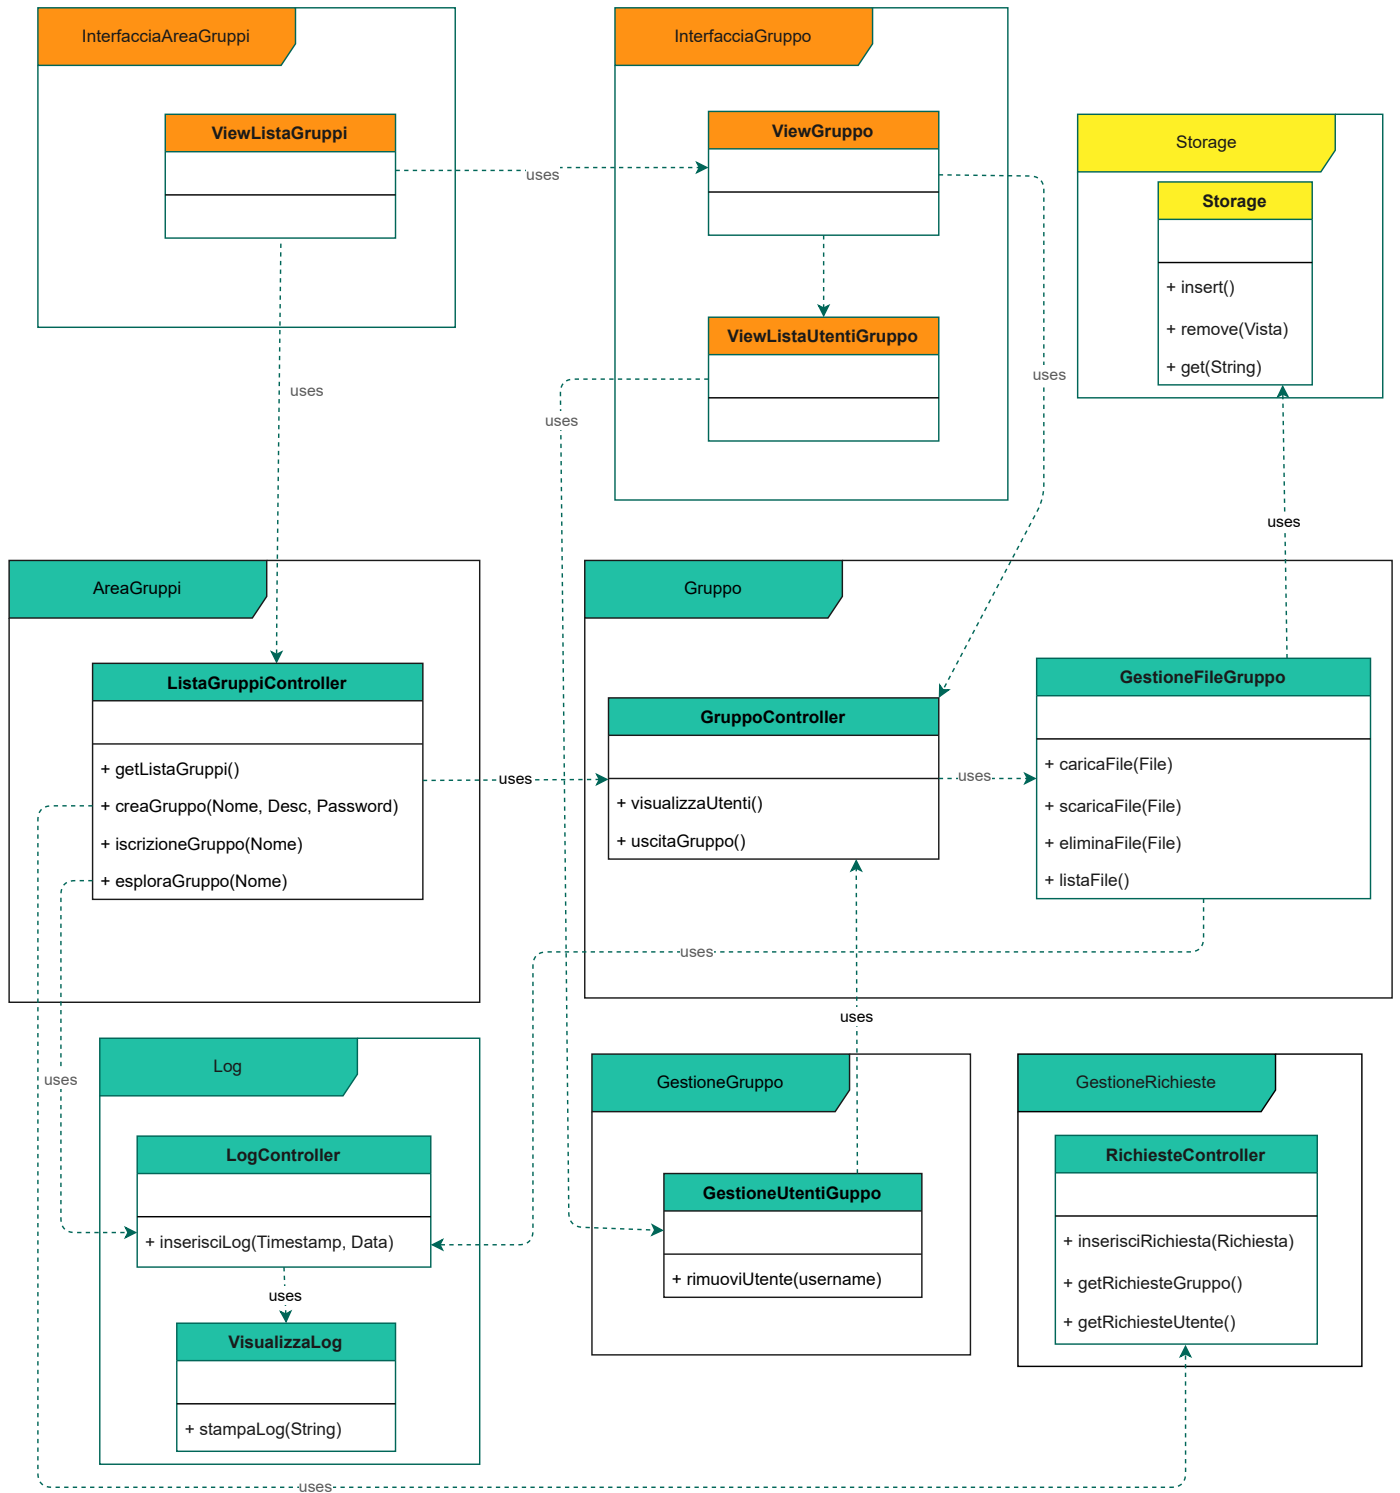 InterfacciaAreaGruppi
InterfacciaGruppo
ViewListaGruppi
ViewGruppo
Storage
Storage
uses
+ insert()
+ remove(Vista)
+ get(String)
ViewListaUtentiGruppo
uses
uses
uses
uses
AreaGruppi
Gruppo
ListaGruppiController
GestioneFileGruppo
GruppoController
+ getListaGruppi()
+ creaGruppo(Nome, Desc, Password)
+ iscrizioneGruppo(Nome)
+ esploraGruppo(Nome)
uses
+ visualizzaUtenti()
+ uscitaGruppo()
uses
+ caricaFile(File)
+ scaricaFile(File)
+ eliminaFile(File)
+ listaFile()
uses
uses
uses
Log
GestioneGruppo
GestioneRichieste
LogController
+ inserisciLog(Timestamp, Data)
uses
VisualizzaLog
+ stampaLog(String)
GestioneUtentiGuppo
+ rimuoviUtente(username)
RichiesteController
+ inserisciRichiesta(Richiesta)
+ getRichiesteGruppo()
+ getRichiesteUtente()
uses